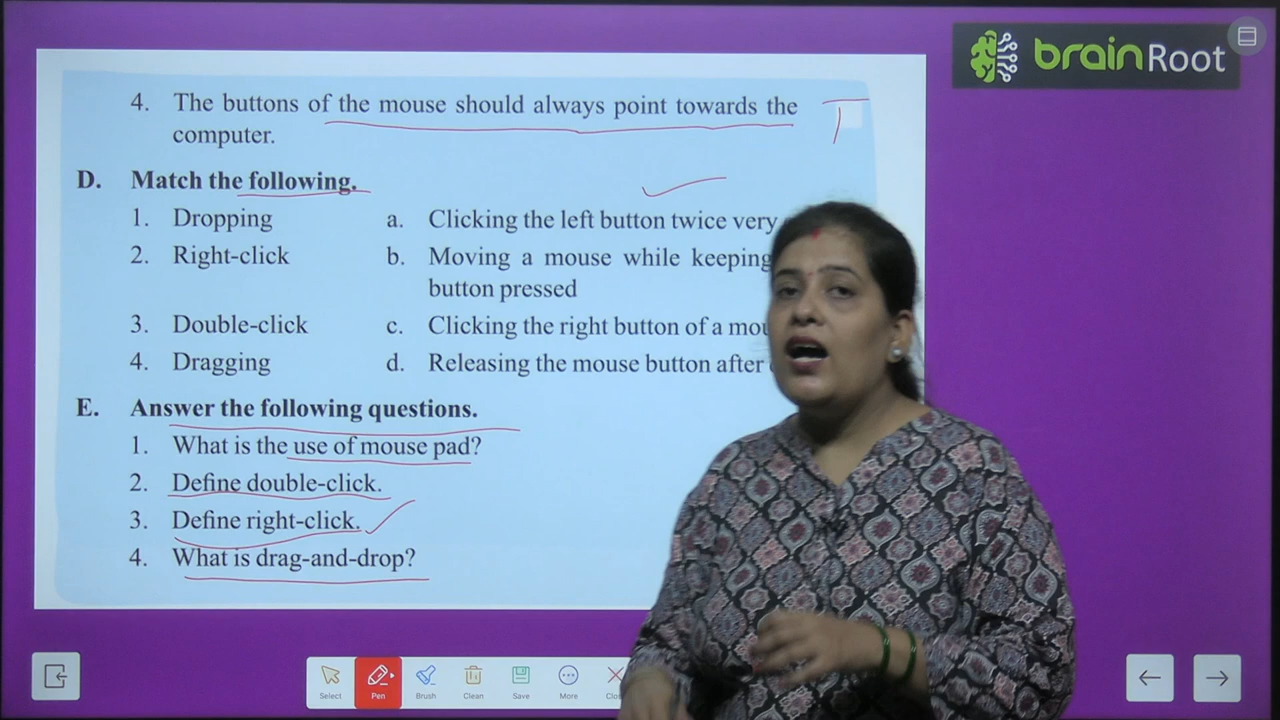 brainRoot
4. The buttons of the mouse should always point towards the
computer.
T
D. Match the following.
1. Dropping a. Clicking the left button twice very
2. Right-click b. Moving a mouse while keeping
button pressed
3. Double-click c. Clicking the right button of a
4. Dragging d. Releasing the mouse button after
E. Answer the following questions.
1. What is the use of mouse pad?
2. Define double-click.
3. Define right-click.
4. What is drag-and-drop?
Select Pen Brush Clean Save More